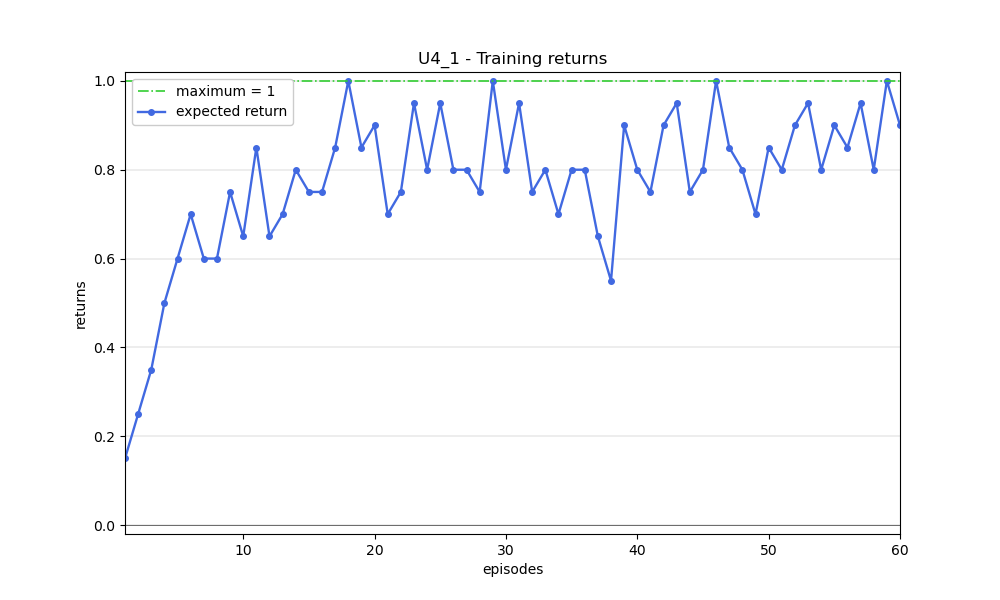 U4_1 - Training returns
maximum = 1
expected return
1.0
0.8
0.6
0.4
0.2
0.0
returns
10 20 30 40 50 60
episodes